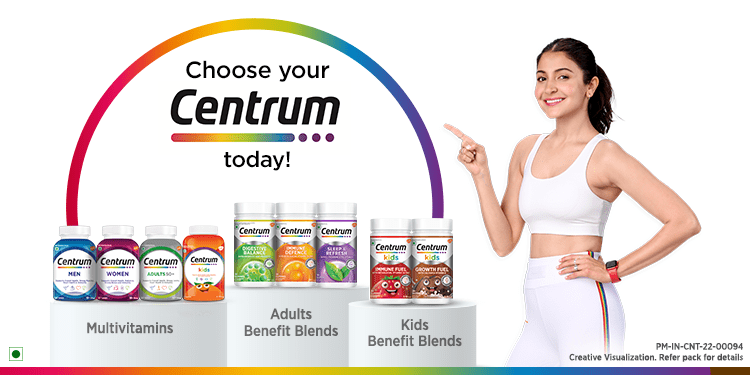 Choose your
Centrum
today!
Centrum
MEN
Centrum
WOMEN
Centrum
ADULTS 50+
Centrum
kids
Centrum
DIGESTIVE
BALANCE
Centrum
IMMUNE
DEFENCE
Centrum
SLEEP &
REFRESH
Centrum
kids
IMMUNE FUEL
Centrum
kids
GROWTH FUEL
Multivitamins
Adults
Benefit Blends
Kids
Benefit Blends
PM-IN-CNT-22-00094
Creative Visualization. Refer pack for details